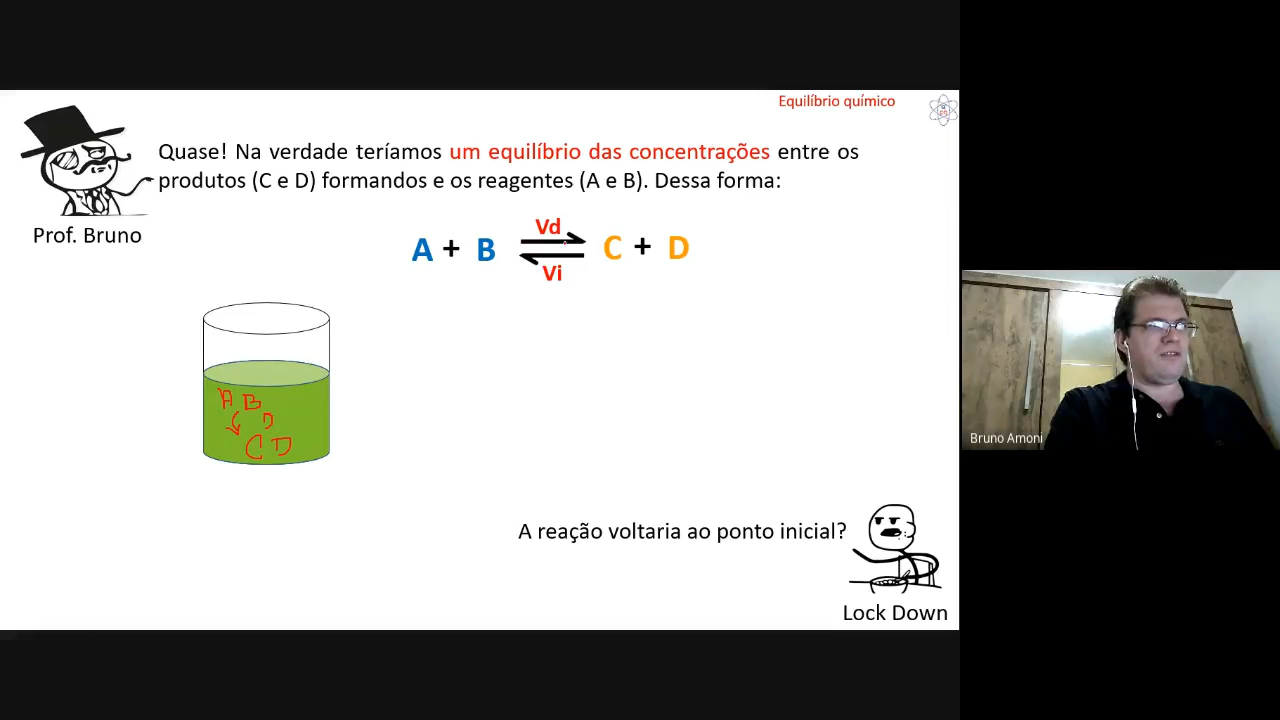 Equilíbrio químico
Quase! Na verdade teríamos um equilíbrio das concentrações entre os
produtos (C e D) formandos e os reagentes (A e B). Dessa forma:
Prof. Bruno
Vd
A + B ⇌ C + D
Vi
A B
D
C D
A reação voltaria ao ponto inicial?
Lock Down
Bruno Amoni